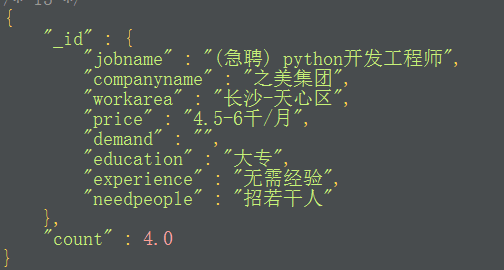 /* 15 */
{
"_id" : {
"jobname" : "(急聘) python开发工程师",
"companyname" : "之美集团",
"workarea" : "长沙-天心区",
"price" : "4.5-6千/月",
"demand" : "",
"education" : "大专",
"experience" : "无需经验",
"needpeople" : "招若干人"
},
"count" : 4.0
}